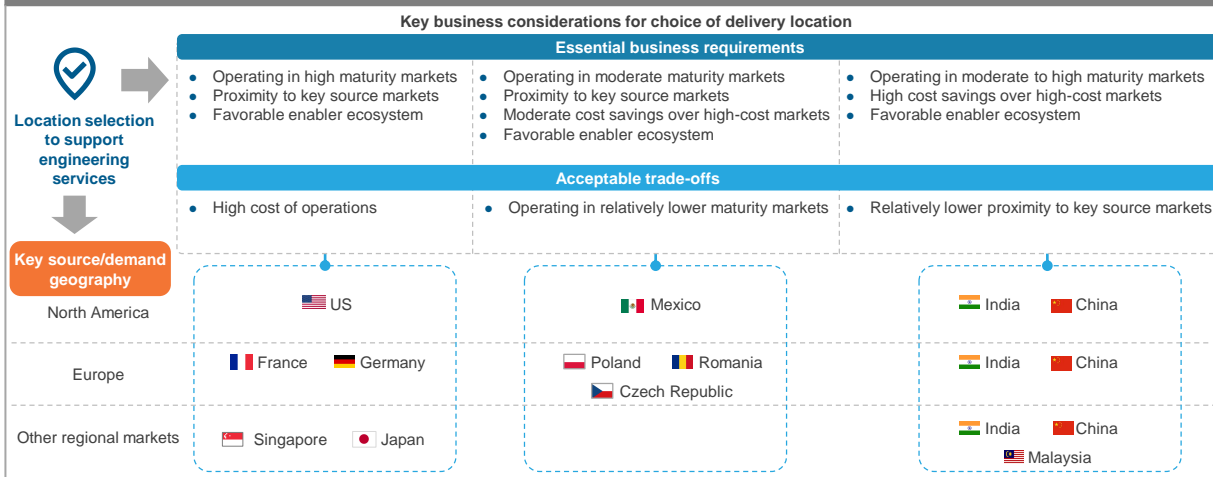 Key business considerations for choice of delivery location
Essential business requirements
Location selection
to support
engineering
services
● Operating in high maturity markets
● Proximity to key source markets
● Favorable enabler ecosystem
● Operating in moderate maturity markets
● Proximity to key source markets
● Moderate cost savings over high-cost markets
● Favorable enabler ecosystem
● Operating in moderate to high maturity markets
● High cost savings over high-cost markets
● Favorable enabler ecosystem
Acceptable trade-offs
● High cost of operations
● Operating in relatively lower maturity markets
● Relatively lower proximity to key source markets
Key source/demand
geography
North America
US
Mexico
India China
Europe
France Germany
Poland Romania
Czech Republic
India China
Other regional markets
Singapore Japan
India China
Malaysia